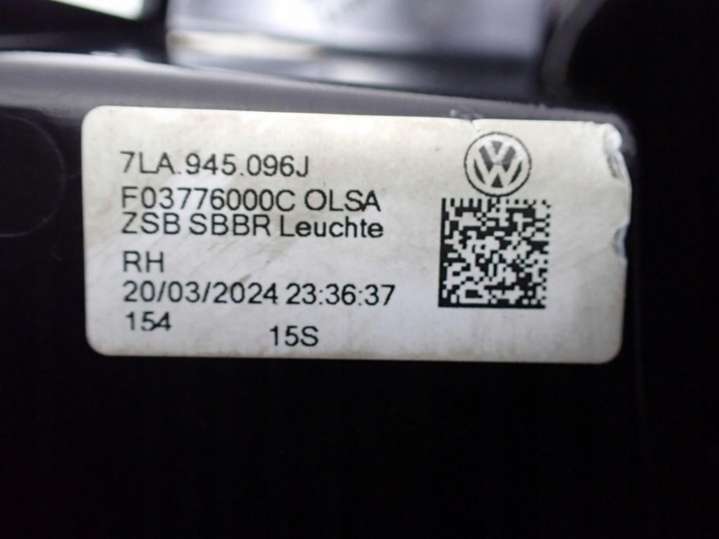 7LA.945.096J
F03776000C OLSA
ZSB SBBR Leuchte
RH
20/03/2024 23:36:37
154 15S